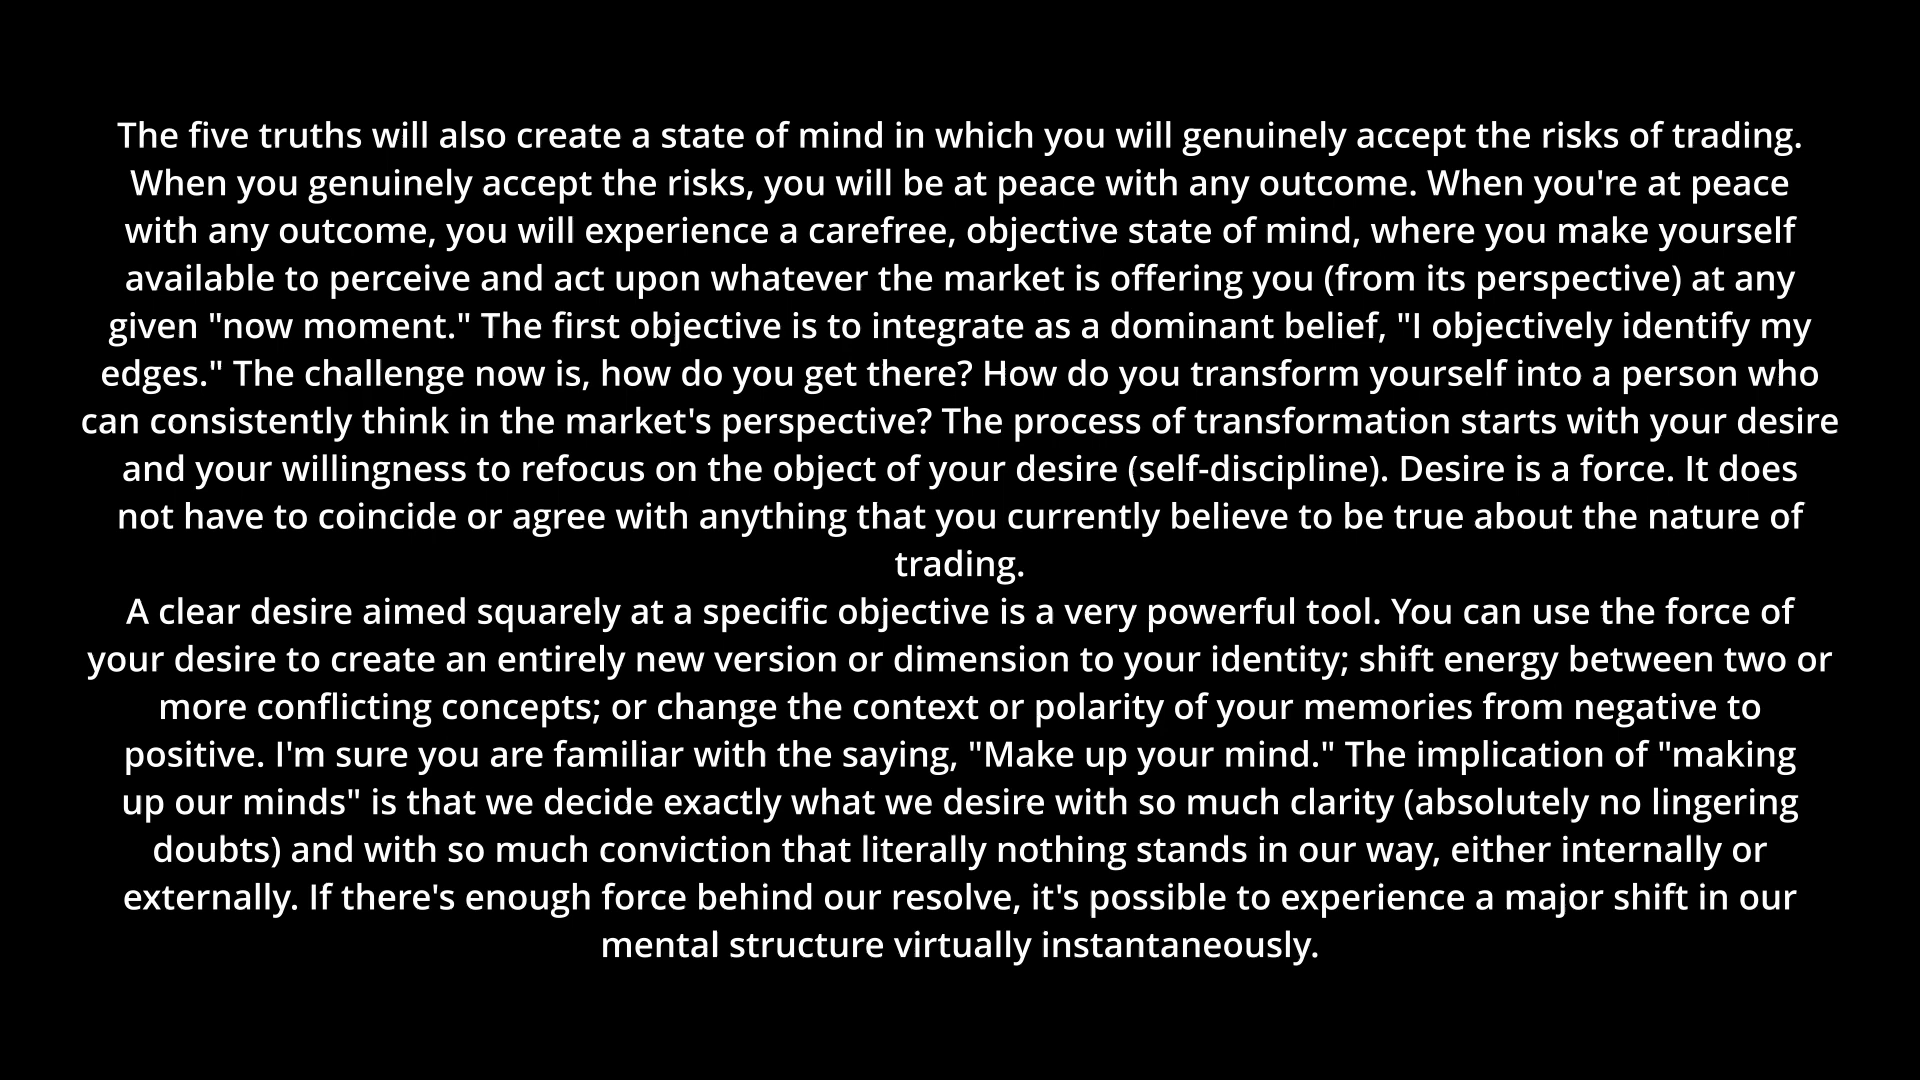 The five truths will also create a state of mind in which you will genuinely accept the risks of trading.
When you genuinely accept the risks, you will be at peace with any outcome. When you're at peace
with any outcome, you will experience a carefree, objective state of mind, where you make yourself
available to perceive and act upon whatever the market is offering you (from its perspective) at any
given "now moment." The first objective is to integrate as a dominant belief, "I objectively identify my
edges." The challenge now is, how do you get there? How do you transform yourself into a person who
can consistently think in the market's perspective? The process of transformation starts with your desire
and your willingness to refocus on the object of your desire (self-discipline). Desire is a force. It does
not have to coincide or agree with anything that you currently believe to be true about the nature of
trading.
A clear desire aimed squarely at a specific objective is a very powerful tool. You can use the force of
your desire to create an entirely new version or dimension to your identity; shift energy between two or
more conflicting concepts; or change the context or polarity of your memories from negative to
positive. I'm sure you are familiar with the saying, "Make up your mind." The implication of "making
up our minds" is that we decide exactly what we desire with so much clarity (absolutely no lingering
doubts) and with so much conviction that literally nothing stands in our way, either internally or
externally. If there's enough force behind our resolve, it's possible to experience a major shift in our
mental structure virtually instantaneously.